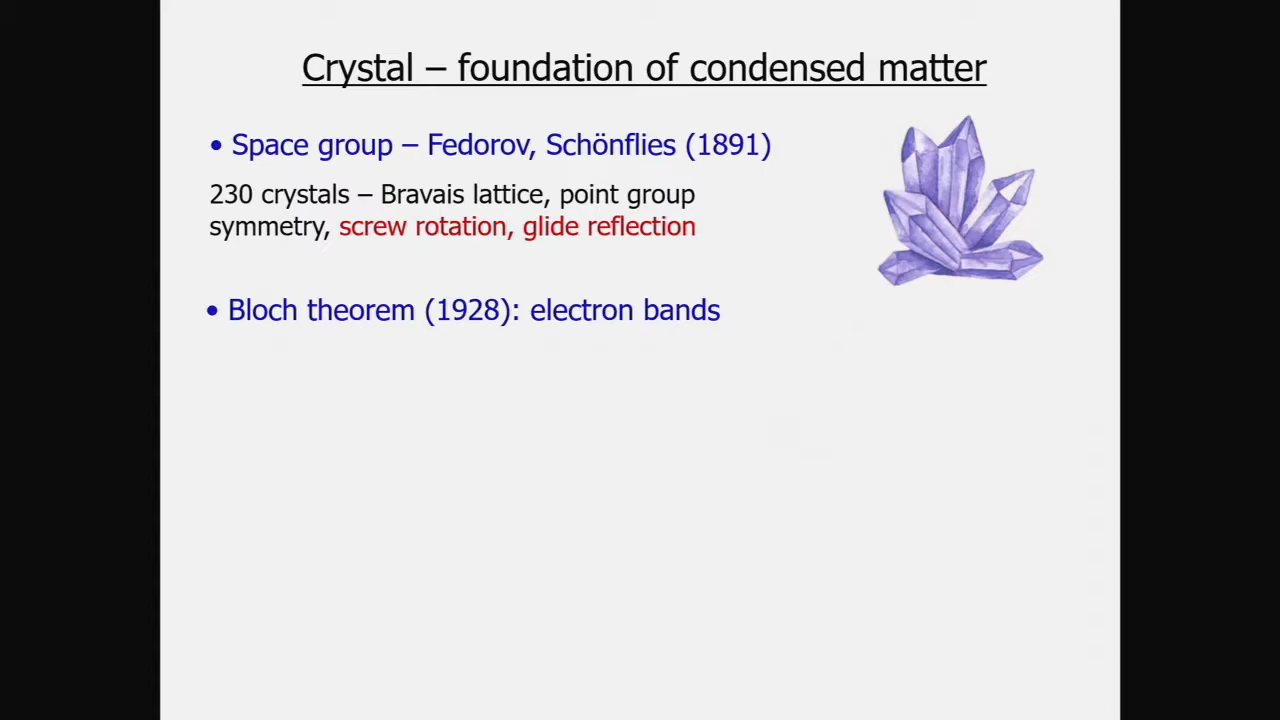 Crystal – foundation of condensed matter
• Space group – Fedorov, Schönflies (1891)
230 crystals – Bravais lattice, point group
symmetry, screw rotation, glide reflection
• Bloch theorem (1928): electron bands